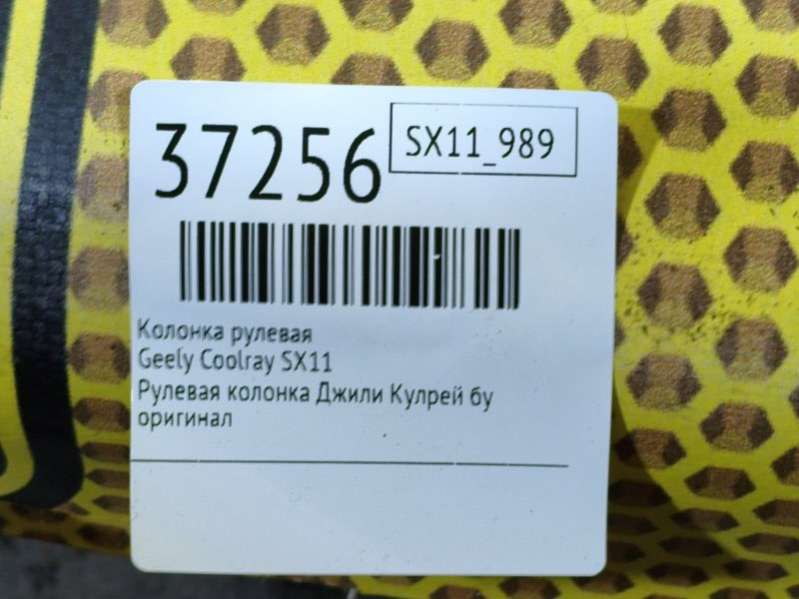 37256
SX11_989
Колонка рулевая
Geely Coolray SX11
Рулевая колонка Джили Кулрей бу
оригинал